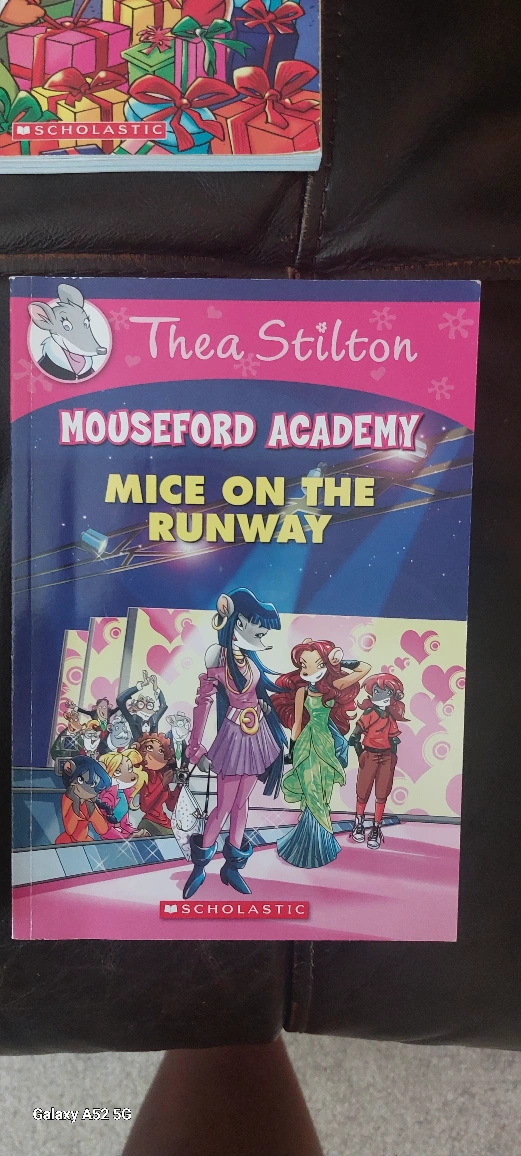 SCHOLASTIC
Thea Stilton
MOUSEFORD ACADEMY
MICE ON THE
RUNWAY
SCHOLASTIC
Galaxy A52 5G